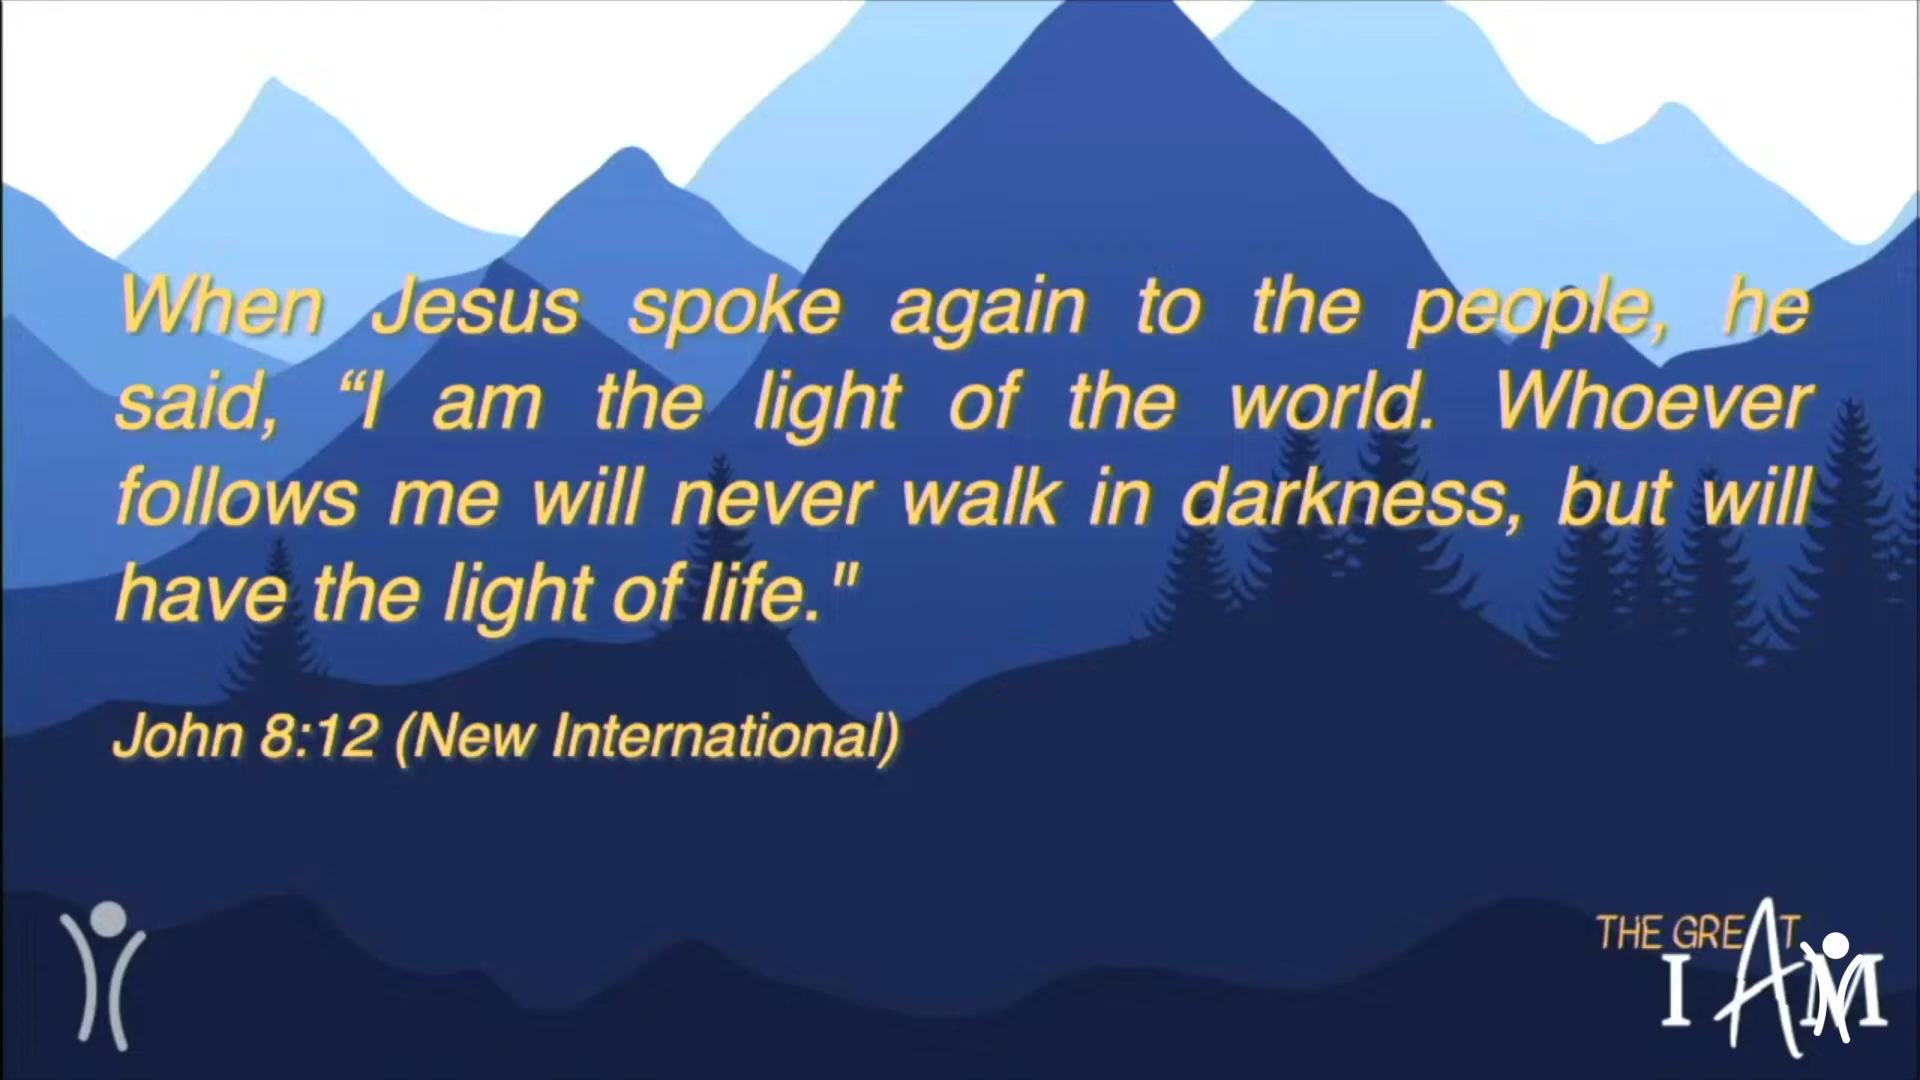 When Jesus spoke again to the people, he
said, “I am the light of the world. Whoever
follows me will never walk in darkness, but will
have the light of life."
John 8:12 (New International)
THE GREAT
I AM